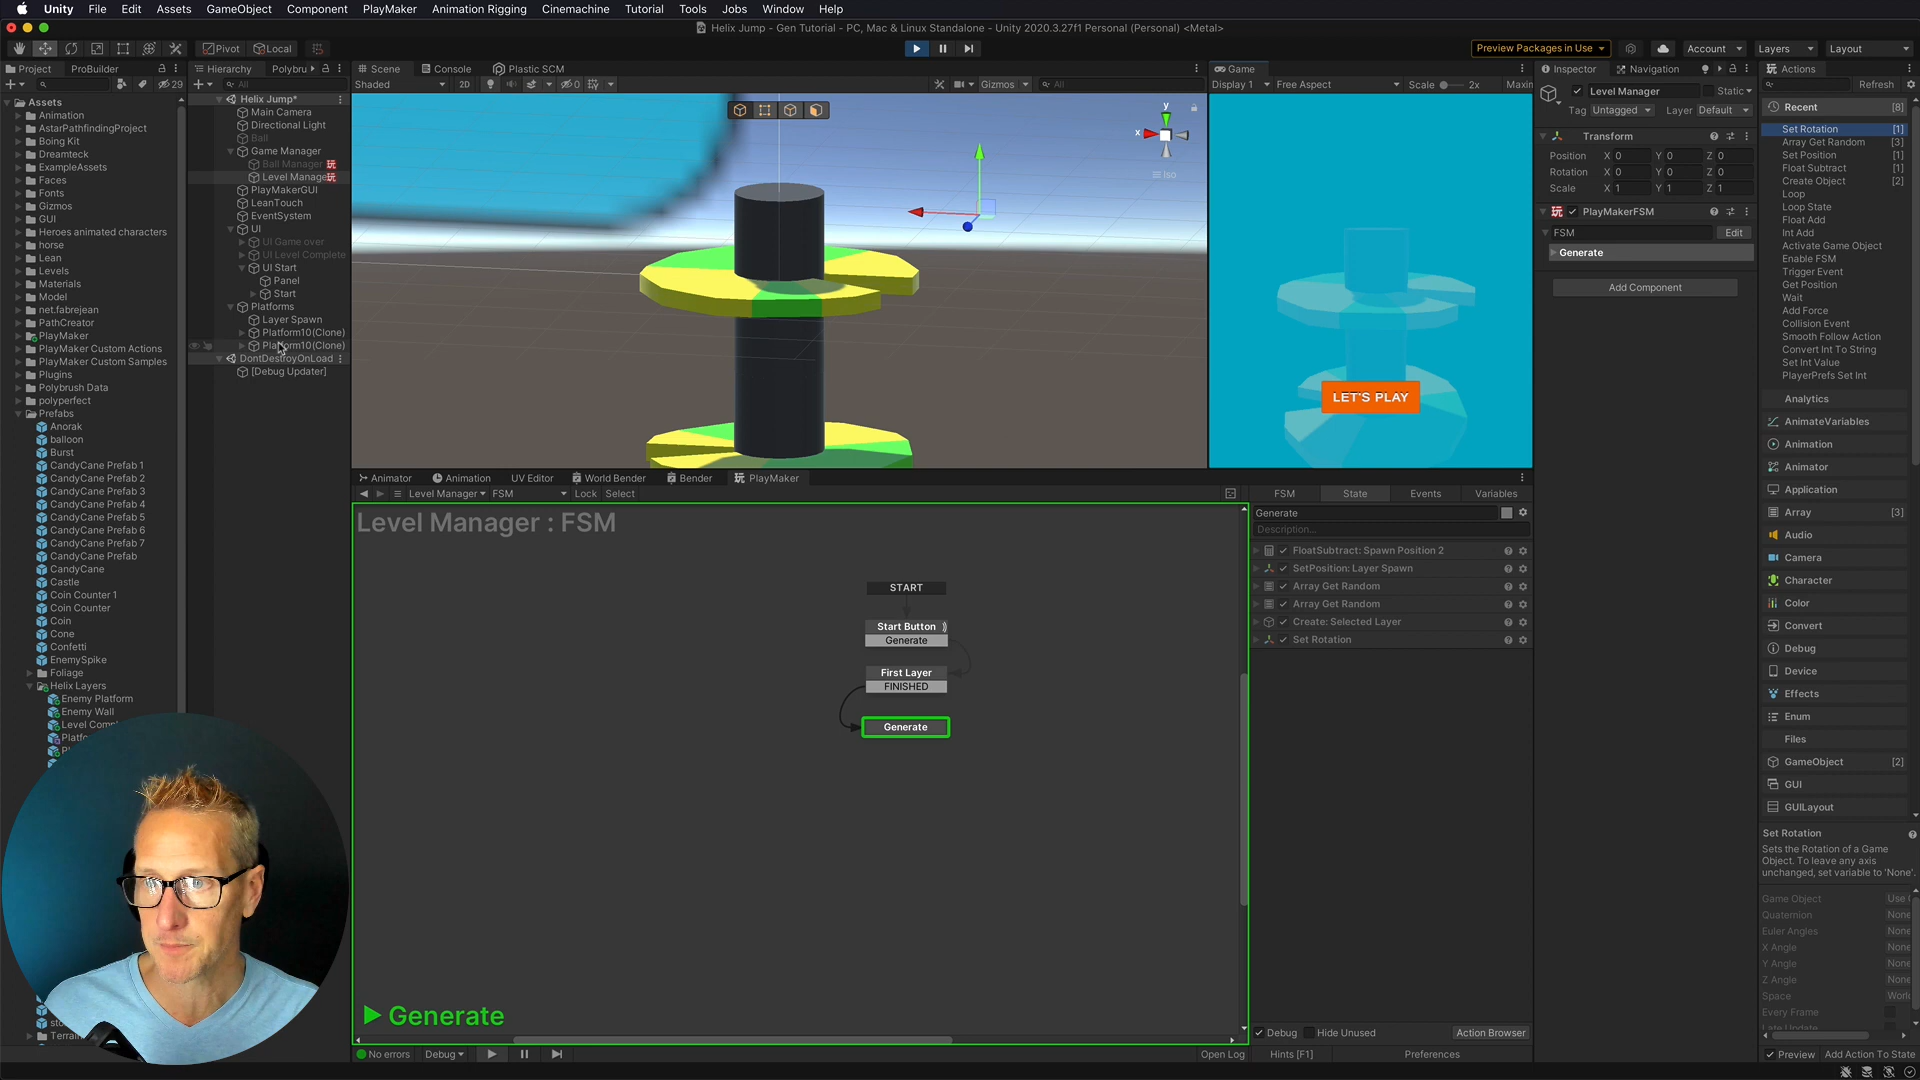 Unity File Edit Assets GameObject Component PlayMaker Animation Rigging Cinemachine Tutorial Tools Jobs Window Help
Helix Jump - Gen Tutorial - PC, Mac & Linux Standalone - Unity 2020.3.27f1 Personal (Personal) <Metal>
Pivot Local Preview Packages in Use Account Layers Layout
Project ProBuilder
29
Assets
Animation
AstarPathfindingProject
Boing Kit
Dreamteck
ExampleAssets
Faces
Fonts
Gizmos
GUI
Heroes animated characters
horse
Lean
Levels
Materials
Model
net.fabrejean
PathCreator
PlayMaker
PlayMaker Custom Actions
PlayMaker Custom Samples
Plugins
Polybrush Data
polyperfect
Prefabs
Anorak
balloon
Burst
CandyCane Prefab 1
CandyCane Prefab 2
CandyCane Prefab 3
CandyCane Prefab 4
CandyCane Prefab 5
CandyCane Prefab 6
CandyCane Prefab 7
CandyCane Prefab
CandyCane
Castle
Coin Counter 1
Coin Counter
Coin
Cone
Confetti
EnemySpike
Foliage
Helix Layers
Enemy Platform
Enemy Wall
Level Comp
Platfo
Terrain
Hierarchy Polybru
All
Helix Jump*
Main Camera
Directional Light
Ball
Game Manager
Ball Manager
Level Manage
PlayMakerGUI
LeanTouch
EventSystem
UI
UI Game over
UI Level Complete
UI Start
Panel
Start
Platforms
Layer Spawn
Platform10(Clone)
Platform10(Clone)
DontDestroyOnLoad
[Debug Updater]
Scene Console Plastic SCM
Shaded 2D 0 Gizmos All
y
x
Iso
Game
Display 1 Free Aspect Scale 2x Maxin
LET'S PLAY
Animator Animation UV Editor World Bender Bender PlayMaker
Level Manager FSM Lock Select
Level Manager : FSM
START
Start Button
Generate
First Layer
FINISHED
Generate
Generate
No errors Debug Open Log
FSM State Events Variables
Generate
Description...
FloatSubtract: Spawn Position 2
SetPosition: Layer Spawn
Array Get Random
Array Get Random
Create: Selected Layer
Set Rotation
Debug Hide Unused Action Browser
Hints [F1] Preferences
Inspector Navigation
Level Manager Static
Tag Untagged Layer Default
Transform
Position X 0 Y 0 Z 0
Rotation X 0 Y 0 Z 0
Scale X 1 Y 1 Z 1
PlayMakerFSM
FSM Edit
Generate
Add Component
Actions
Refresh
Recent [8]
Set Rotation [1]
Array Get Random [3]
Set Position [1]
Float Subtract [1]
Create Object [2]
Loop
Loop State
Float Add
Int Add
Activate Game Object
Enable FSM
Trigger Event
Get Position
Wait
Add Force
Collision Event
Smooth Follow Action
Convert Int To String
Set Int Value
PlayerPrefs Set Int
Analytics
AnimateVariables
Animation
Animator
Application
Array [3]
Audio
Camera
Character
Color
Convert
Debug
Device
Effects
Enum
Files
GameObject [2]
GUI
GUILayout
Set Rotation
Sets the Rotation of a Game
Object. To leave any axis
unchanged, set variable to 'None'.
Game Object Use
Quaternion None
Euler Angles None
X Angle None
Y Angle None
Z Angle None
Space World
Every Frame
Late Update
Preview Add Action To State